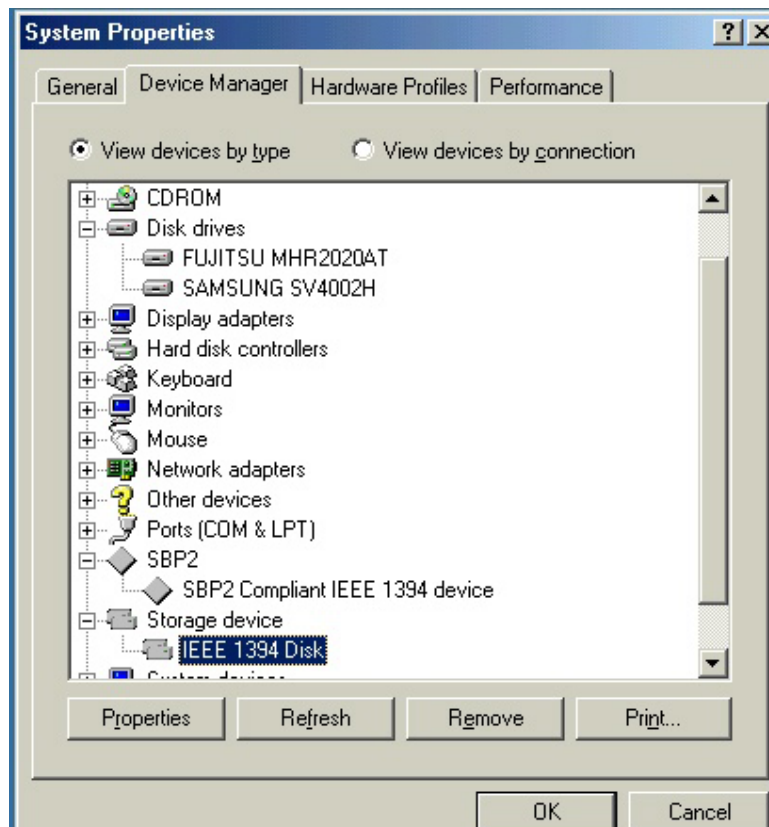 System Properties
General Device Manager Hardware Profiles Performance
View devices by type View devices by connection
CDROM
Disk drives
FUJITSU MHR2020AT
SAMSUNG SV4002H
Display adapters
Hard disk controllers
Keyboard
Monitors
Mouse
Network adapters
Other devices
Ports (COM & LPT)
SBP2
SBP2 Compliant IEEE 1394 device
Storage device
IEEE 1394 Disk
System devices
Properties Refresh Remove Print...
OK Cancel